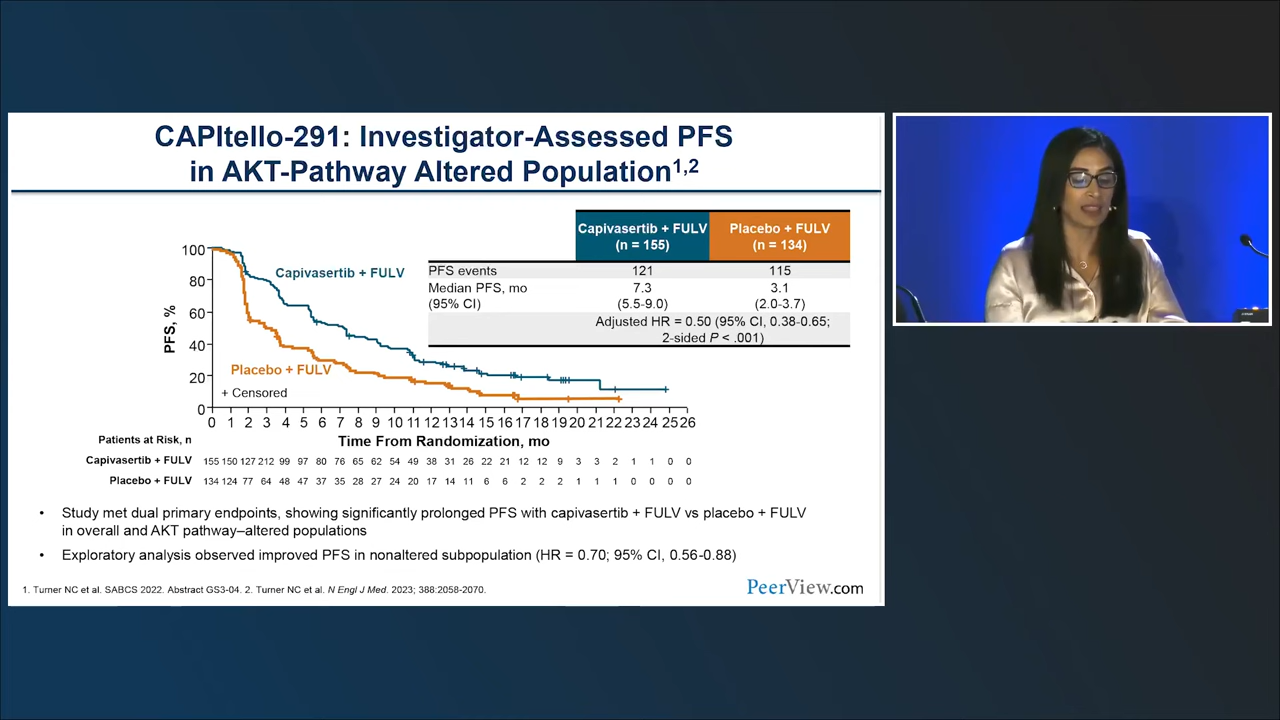 CAPItello-291: Investigator-Assessed PFS
in AKT-Pathway Altered Population1,2
Capivasertib + FULV
(n = 155)
Placebo + FULV
(n = 134)
PFS events
121
115
Median PFS, mo
(95% CI)
7.3
(5.5-9.0)
3.1
(2.0-3.7)
Adjusted HR = 0.50 (95% CI, 0.38-0.65;
2-sided P < .001)
PFS, %
100
80
60
40
20
0
Capivasertib + FULV
Placebo + FULV
+ Censored
0 1 2 3 4 5 6 7 8 9 10 11 12 13 14 15 16 17 18 19 20 21 22 23 24 25 26
Time From Randomization, mo
Patients at Risk, n
Capivasertib + FULV 155 150 127 212 99 97 80 76 65 62 54 49 38 31 26 22 21 12 12 9 3 3 2 1 1 0 0
Placebo + FULV 134 124 77 64 48 47 37 35 28 27 24 20 17 14 11 6 6 2 2 2 1 1 1 0 0 0 0
• Study met dual primary endpoints, showing significantly prolonged PFS with capivasertib + FULV vs placebo + FULV
in overall and AKT pathway–altered populations
• Exploratory analysis observed improved PFS in nonaltered subpopulation (HR = 0.70; 95% CI, 0.56-0.88)
1. Turner NC et al. SABCS 2022. Abstract GS3-04. 2. Turner NC et al. N Engl J Med. 2023; 388:2058-2070.
PeerView.com